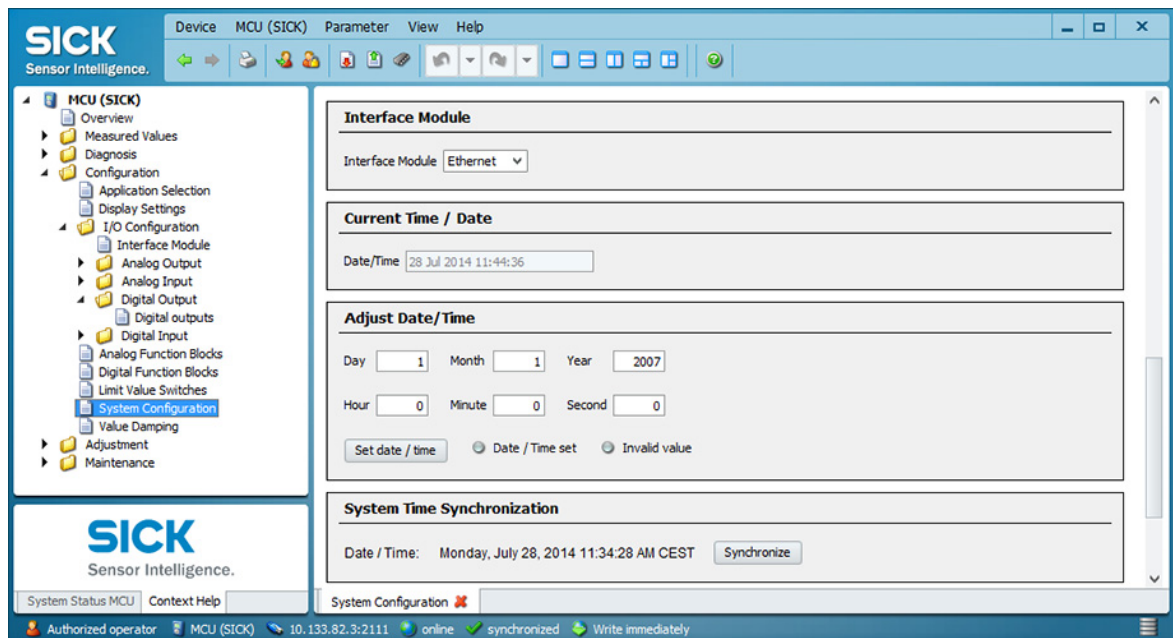 SICK
Sensor Intelligence.
Device MCU (SICK) Parameter View Help
MCU (SICK)
Overview
Measured Values
Diagnosis
Configuration
Application Selection
Display Settings
I/O Configuration
Interface Module
Analog Output
Analog Input
Digital Output
Digital outputs
Digital Input
Analog Function Blocks
Digital Function Blocks
Limit Value Switches
System Configuration
Value Damping
Adjustment
Maintenance
SICK
Sensor Intelligence.
System Status MCU Context Help
Interface Module
Interface Module Ethernet
Current Time / Date
Date/Time 28 Jul 2014 11:44:36
Adjust Date/Time
Day 1 Month 1 Year 2007
Hour 0 Minute 0 Second 0
Set date / time Date / Time set Invalid value
System Time Synchronization
Date / Time: Monday, July 28, 2014 11:34:28 AM CEST Synchronize
System Configuration
Authorized operator MCU (SICK) 10.133.82.3:2111 online synchronized Write immediately